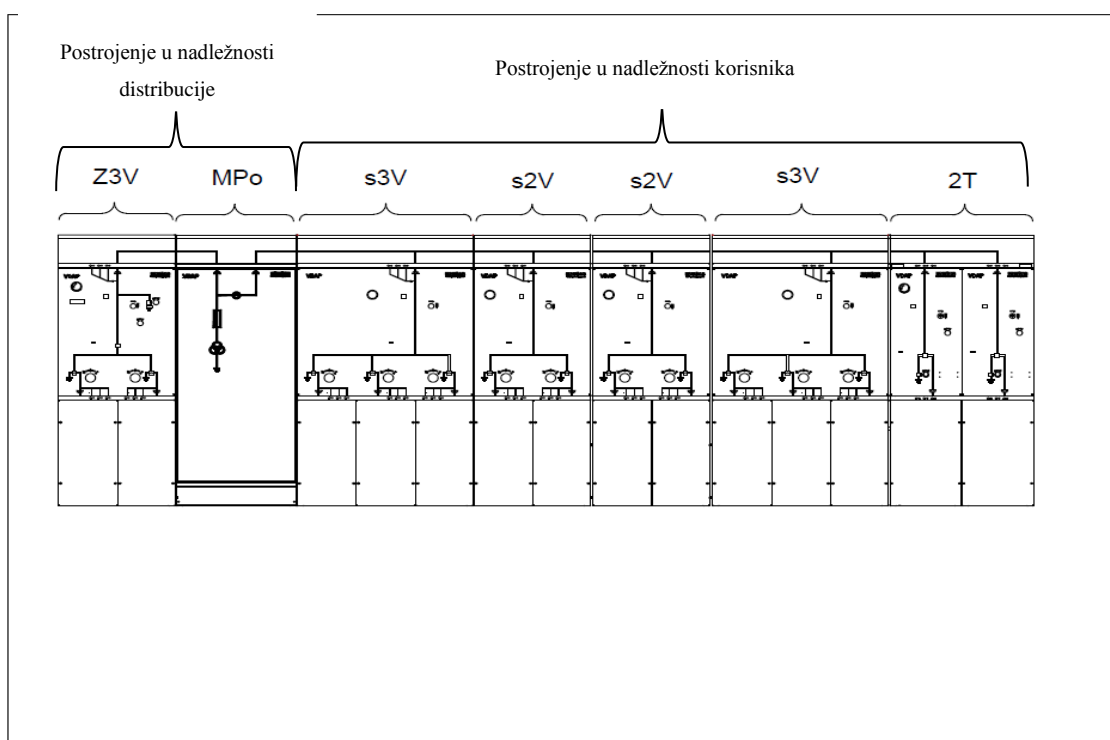 Postrojenje u nadležnosti
distribucije
Postrojenje u nadležnosti korisnika
Z3V
MPo
s3V
s2V
s2V
s3V
2T